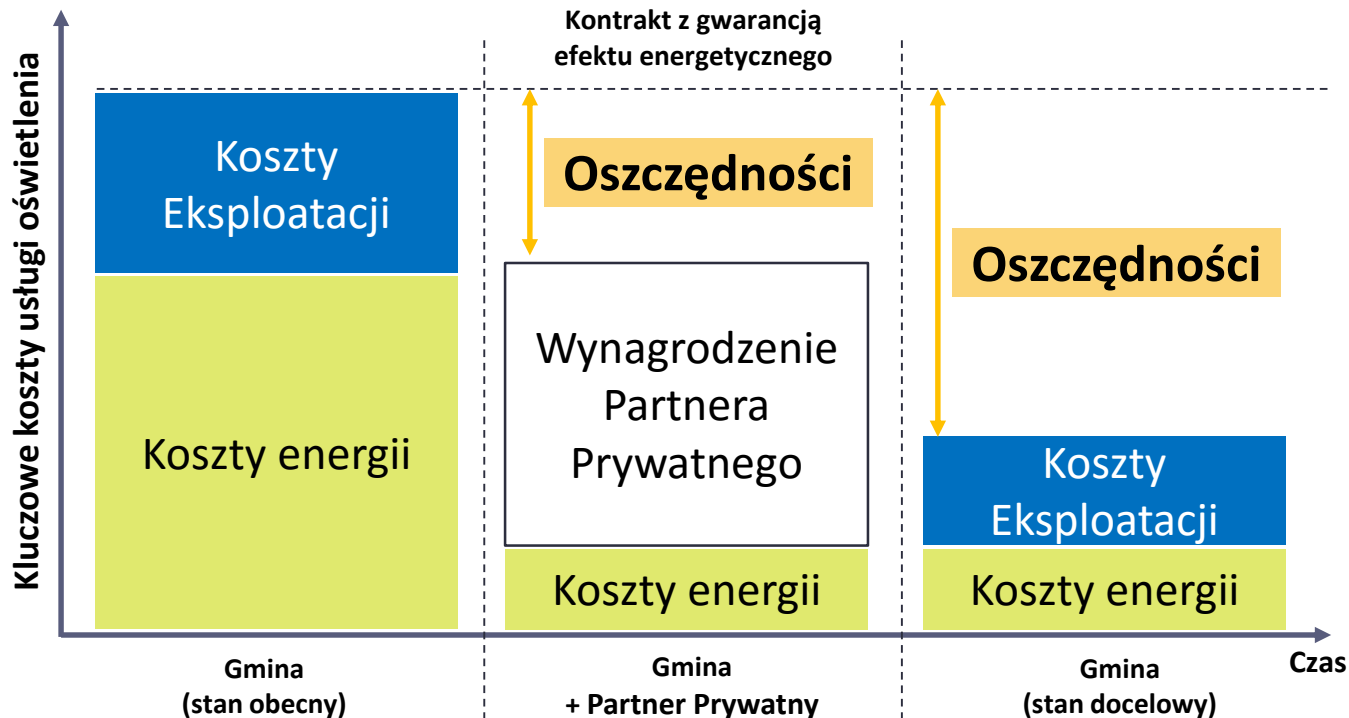 Kluczowe koszty usługi oświetlenia
Kontrakt z gwarancją
efektu energetycznego
Koszty
Eksploatacji
Koszty energii
Oszczędności
Wynagrodzenie
Partnera
Prywatnego
Koszty energii
Oszczędności
Koszty
Eksploatacji
Koszty energii
Czas
Gmina
(stan obecny)
Gmina
+ Partner Prywatny
Gmina
(stan docelowy)